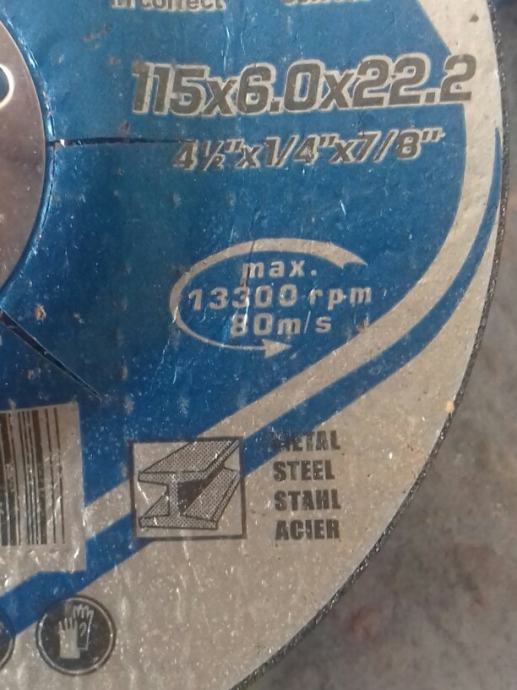 115x6.0x22.2
4½"x1/4"x7/8"
max.
13300 rpm
80m/s
METAL
STEEL
STAHL
ACIER